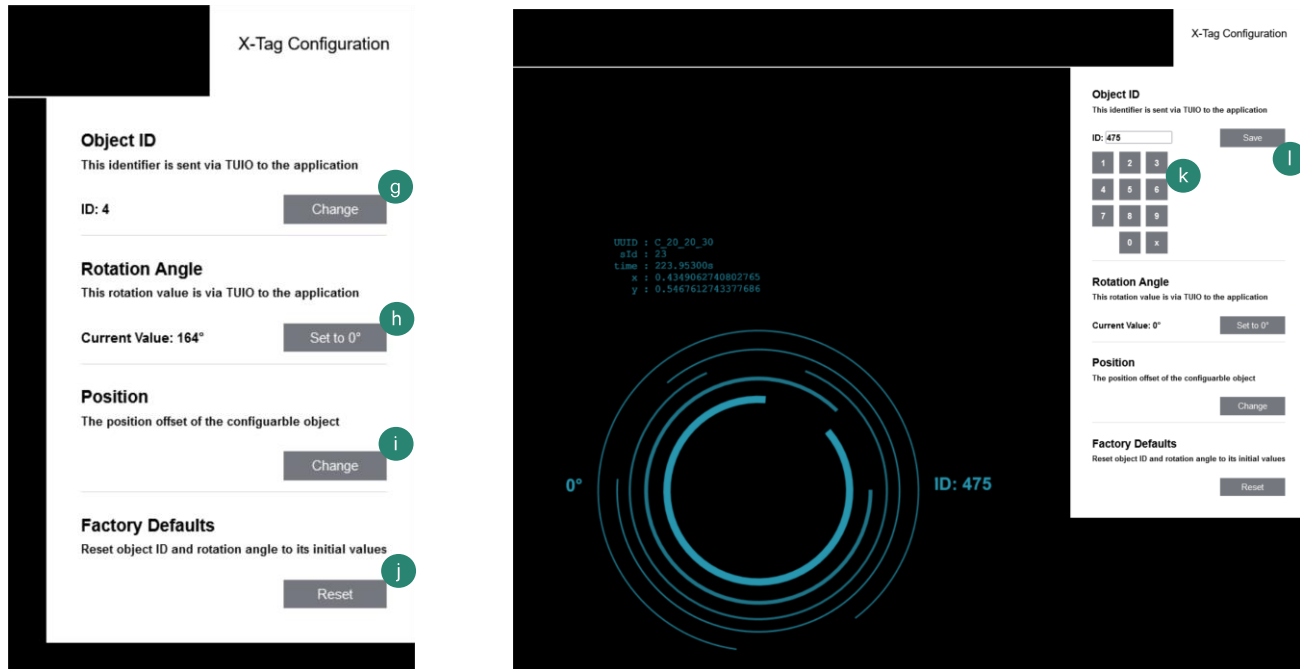 X-Tag Configuration
Object ID
This identifier is sent via TUIO to the application
g
ID: 4
Change
Rotation Angle
This rotation value is via TUIO to the application
h
Current Value: 164°
Set to 0°
Position
The position offset of the configuarble object
i
Change
Factory Defaults
Reset object ID and rotation angle to its initial values
j
Reset
X-Tag Configuration
UUID : C_20_20_30
sId : 23
time : 223.95300s
x : 0.4349062740802765
y : 0.5467612743377686
0°
ID: 475
Object ID
This identifier is sent via TUIO to the application
ID: 475
Save
l
1 2 3
k
4 5 6
7 8 9
0 x
Rotation Angle
This rotation value is via TUIO to the application
Current Value: 0°
Set to 0°
Position
The position offset of the configuarble object
Change
Factory Defaults
Reset object ID and rotation angle to its initial values
Reset